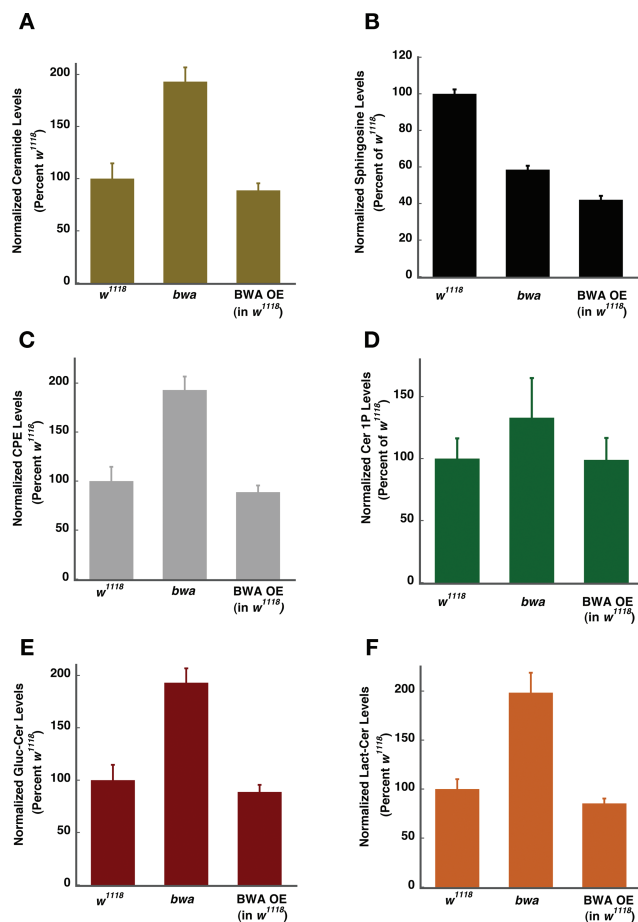 A
Normalized Ceramide Levels
(Percent w1118)
200
150
100
50
0
w1118
bwa
BWA OE
(in w1118)
B
Normalized Sphingosine Levels
(Percent of w1118)
120
100
80
60
40
20
0
w1118
bwa
BWA OE
(in w1118)
C
Normalized CPE Levels
(Percent w1118)
200
150
100
50
0
w1118
bwa
BWA OE
(in w1118)
D
Normalized Cer 1P Levels
(Percent of w1118)
150
100
50
0
w1118
bwa
BWA OE
(in w1118)
E
Normalized Gluc-Cer Levels
(Percent w1118)
200
150
100
50
0
w1118
bwa
BWA OE
(in w1118)
F
Normalized Lact-Cer Levels
(Percent w1118)
200
150
100
50
0
w1118
bwa
BWA OE
(in w1118)